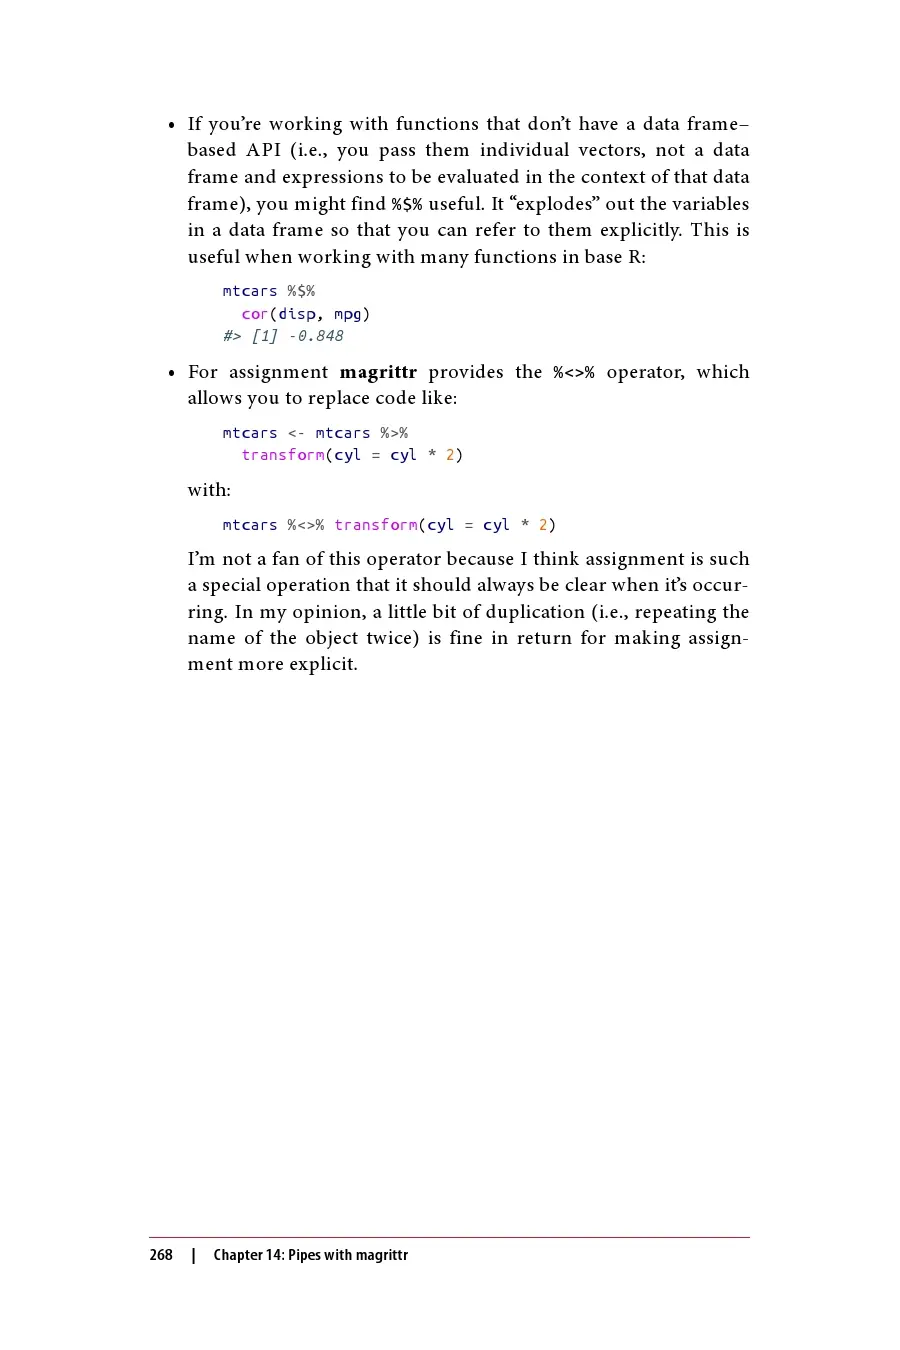 • If you’re working with functions that don’t have a data frame–
based API (i.e., you pass them individual vectors, not a data
frame and expressions to be evaluated in the context of that data
frame), you might find %$% useful. It “explodes” out the variables
in a data frame so that you can refer to them explicitly. This is
useful when working with many functions in base R:
mtcars %$%
  cor(disp, mpg)
#> [1] -0.848
• For assignment magrittr provides the %<>% operator, which
allows you to replace code like:
mtcars <- mtcars %>%
  transform(cyl = cyl * 2)
with:
mtcars %<>% transform(cyl = cyl * 2)
I’m not a fan of this operator because I think assignment is such
a special operation that it should always be clear when it’s occur-
ring. In my opinion, a little bit of duplication (i.e., repeating the
name of the object twice) is fine in return for making assign-
ment more explicit.
268 | Chapter 14: Pipes with magrittr